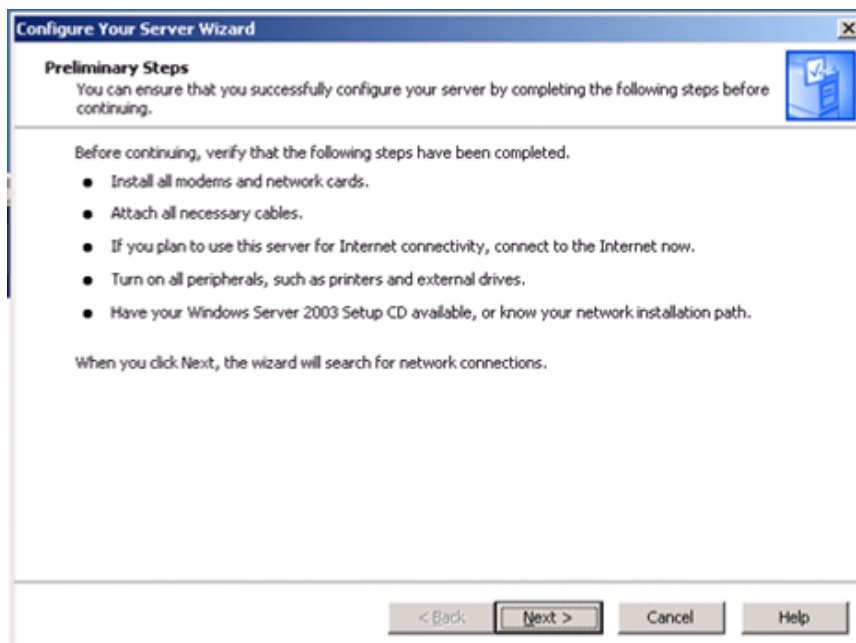 Configure Your Server Wizard
Preliminary Steps
You can ensure that you successfully configure your server by completing the following steps before
continuing.
Before continuing, verify that the following steps have been completed.
● Install all modems and network cards.
● Attach all necessary cables.
● If you plan to use this server for Internet connectivity, connect to the Internet now.
● Turn on all peripherals, such as printers and external drives.
● Have your Windows Server 2003 Setup CD available, or know your network installation path.
When you click Next, the wizard will search for network connections.
< Back Next > Cancel Help